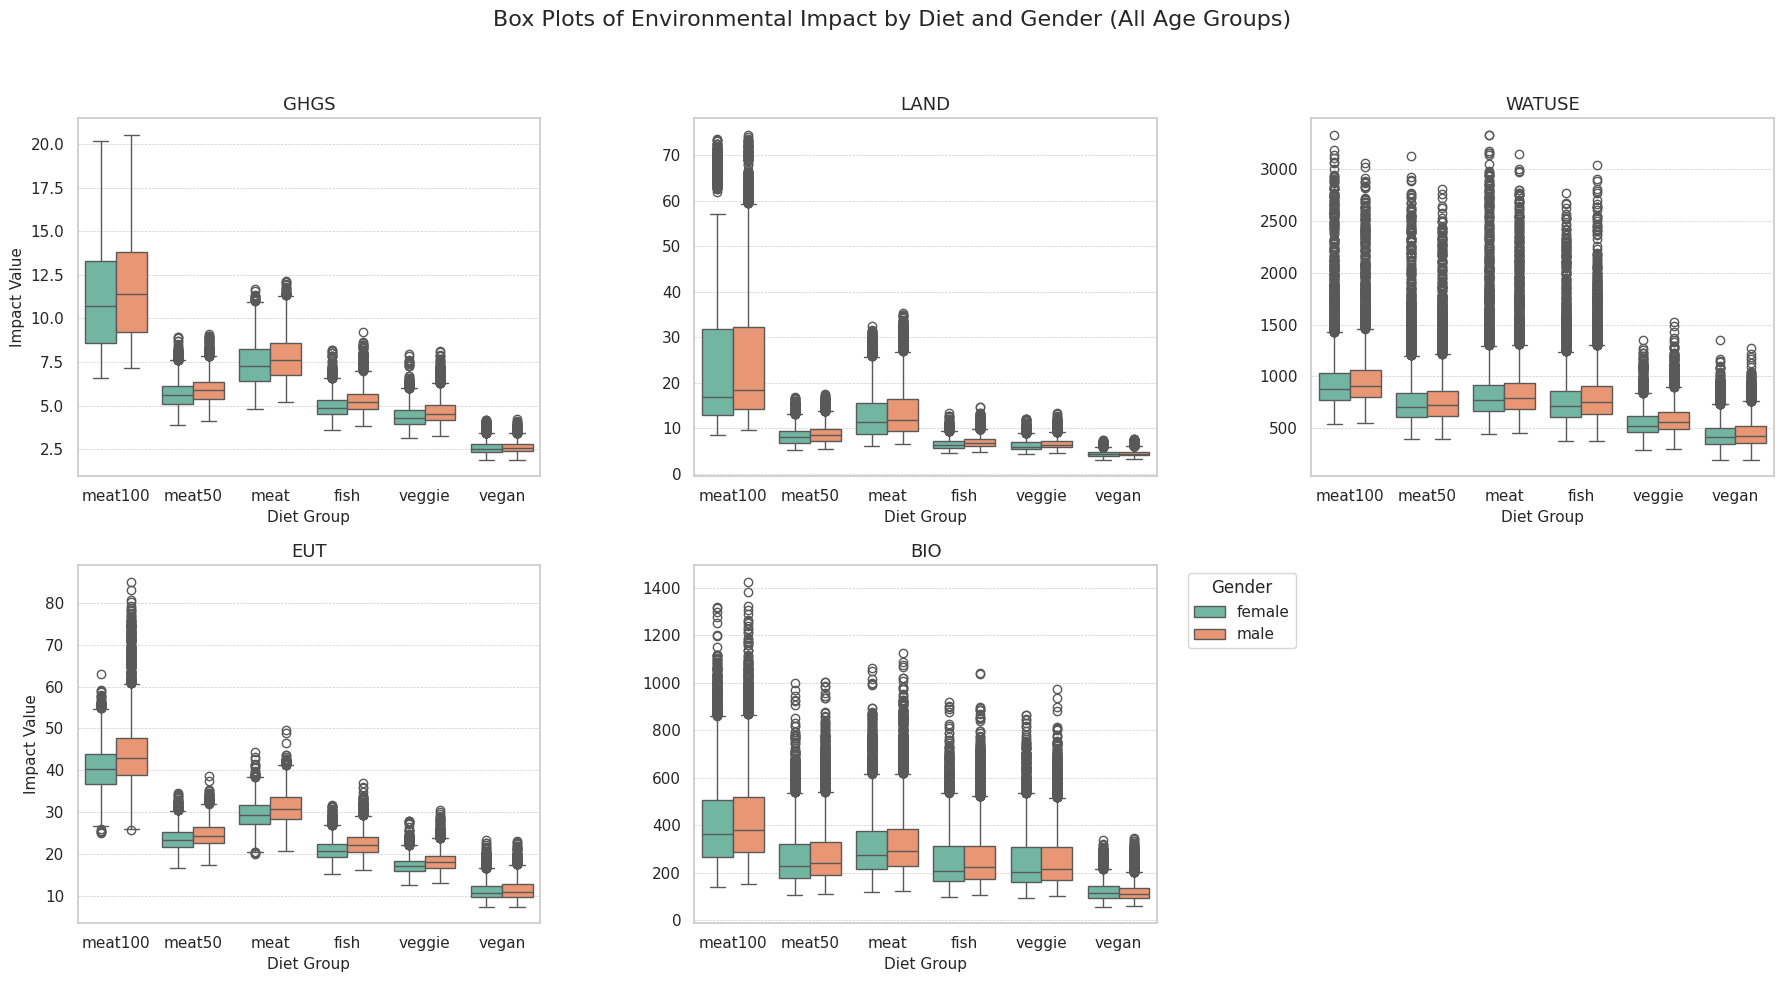 Box Plots of Environmental Impact by Diet and Gender (All Age Groups)
GHGS
Impact Value
20.0
17.5
15.0
12.5
10.0
7.5
5.0
2.5
meat100 meat50 meat fish veggie vegan
Diet Group
LAND
70
60
50
40
30
20
10
0
meat100 meat50 meat fish veggie vegan
Diet Group
WATUSE
3000
2500
2000
1500
1000
500
meat100 meat50 meat fish veggie vegan
Diet Group
EUT
Impact Value
80
70
60
50
40
30
20
10
meat100 meat50 meat fish veggie vegan
Diet Group
BIO
1400
1200
1000
800
600
400
200
0
meat100 meat50 meat fish veggie vegan
Diet Group
Gender
female
male